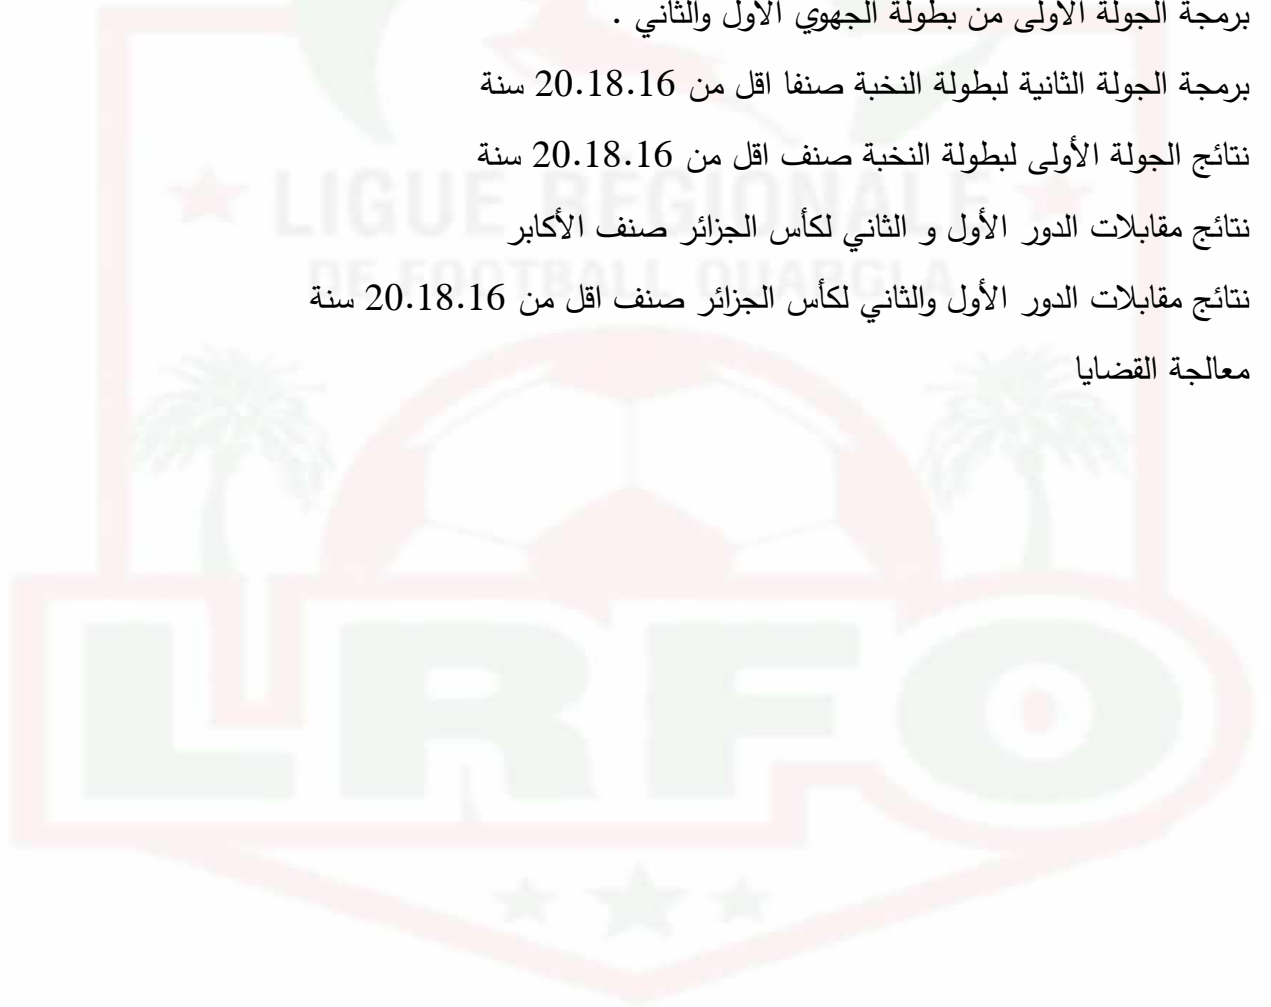 برمجة الجولة الأولى من بطولة الجهوي الأول والثاني .
برمجة الجولة الثانية لبطولة النخبة صنفا اقل من 20.18.16 سنة
نتائج الجولة الأولى لبطولة النخبة صنف اقل من 20.18.16 سنة
نتائج مقابلات الدور الأول و الثاني لكأس الجزائر صنف الأكابر
نتائج مقابلات الدور الأول والثاني لكأس الجزائر صنف اقل من 20.18.16 سنة
معالجة القضايا
LIGUE REGIONALE
DE FOOTBALL OUARGLA
LRFO